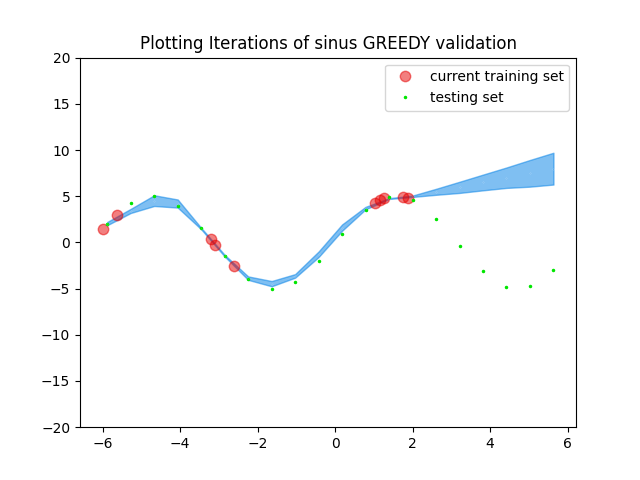 Plotting Iterations of sinus GREEDY validation
current training set
testing set
20
15
10
5
0
−5
−10
−15
−20
−6 −4 −2 0 2 4 6